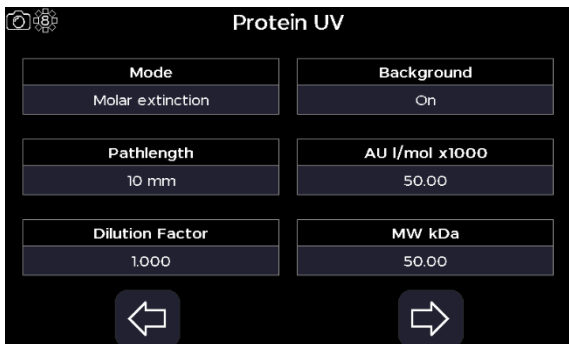 8
Protein UV
Mode
Molar extinction
Background
On
Pathlength
10 mm
AU l/mol x1000
50.00
Dilution Factor
1.000
MW kDa
50.00